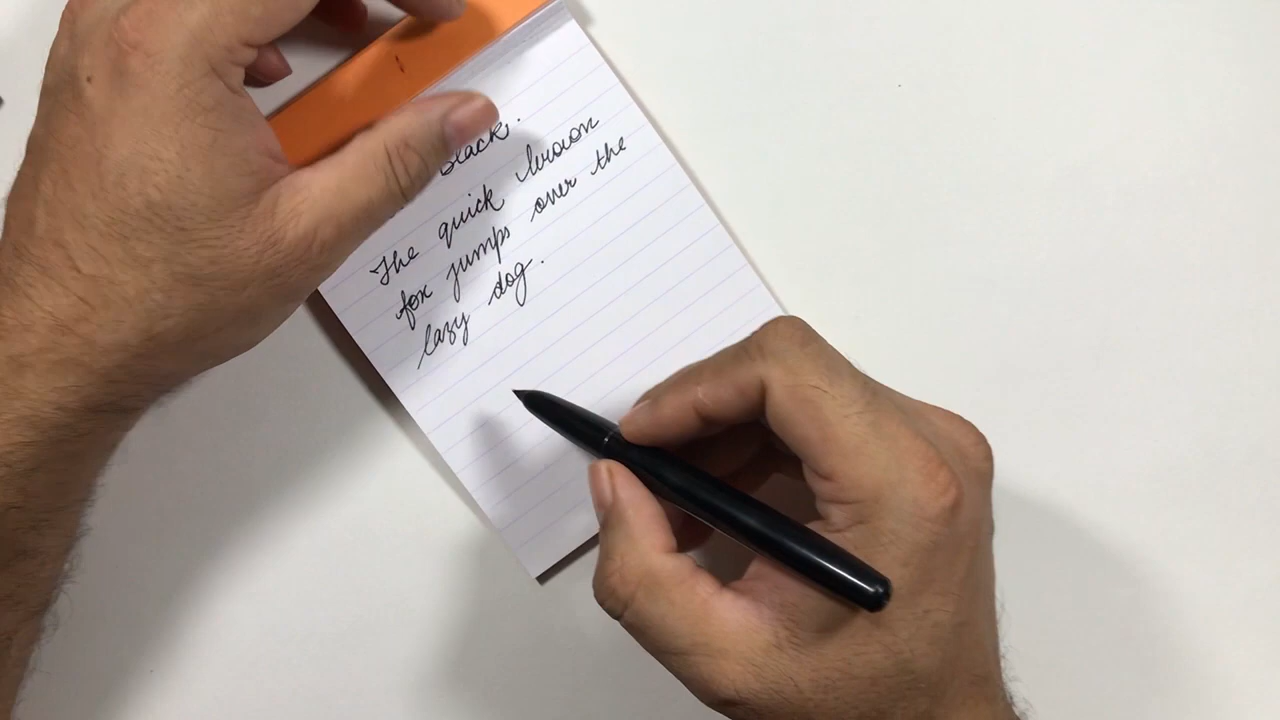 black.
The quick brown
fox jumps over the
lazy dog.